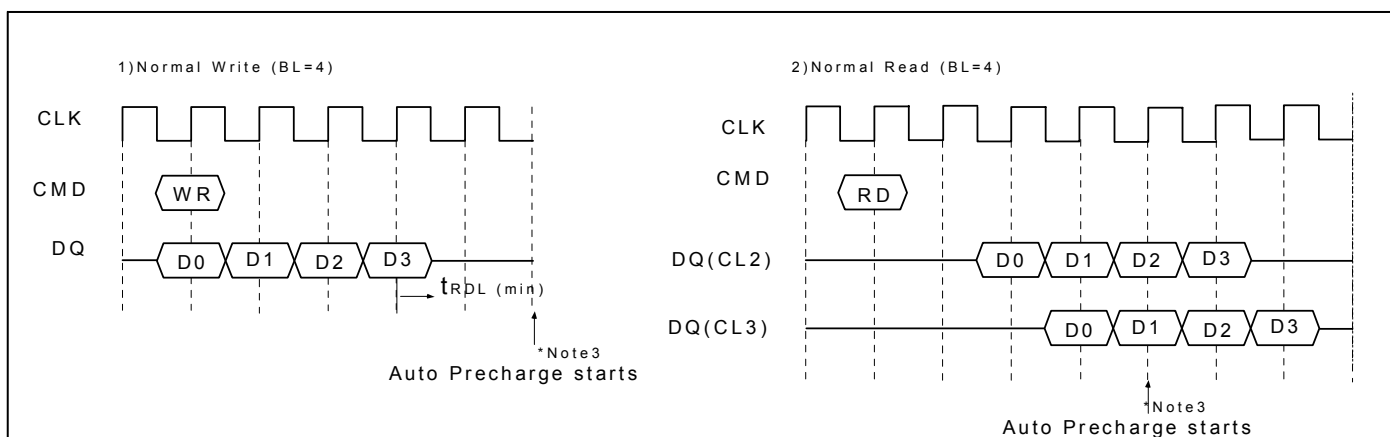 1)Normal Write (BL=4)
CLK
CMD
WR
DQ
D0 D1 D2 D3
tRDL (min)
*Note3
Auto Precharge starts
2)Normal Read (BL=4)
CLK
CMD
RD
DQ(CL2)
D0 D1 D2 D3
DQ(CL3)
D0 D1 D2 D3
*Note3
Auto Precharge starts